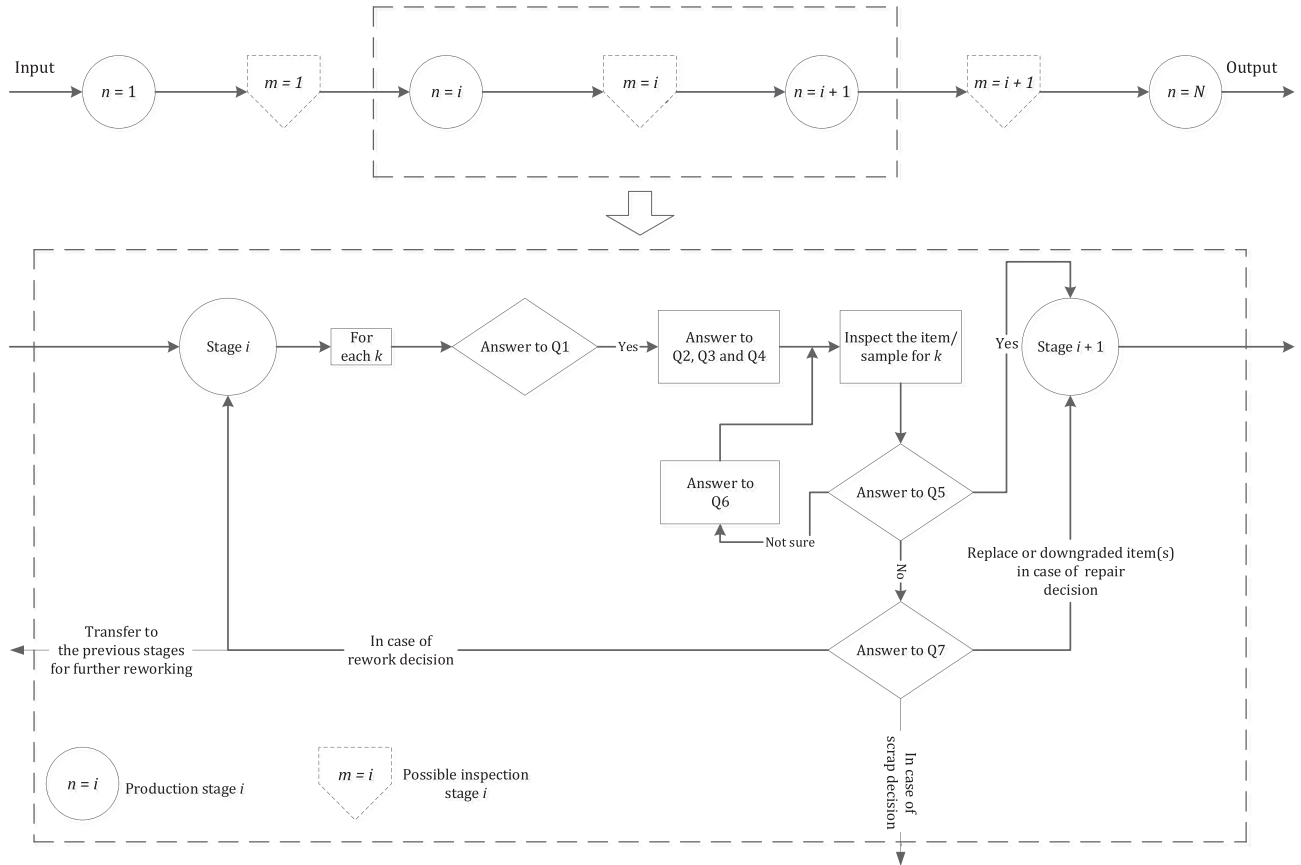 Input
n = 1
m = 1
n = i
m = i
n = i + 1
m = i + 1
n = N
Output
Stage i
For
each k
Answer to Q1
Yes
Answer to
Q2, Q3 and Q4
Inspect the item/
sample for k
Yes
Stage i + 1
Answer to
Q6
Answer to Q5
Not sure
No
Replace or downgraded item(s)
in case of repair
decision
Transfer to
the previous stages
for further reworking
In case of
rework decision
Answer to Q7
In case of
scrap decision
n = i
Production stage i
m = i
Possible inspection
stage i